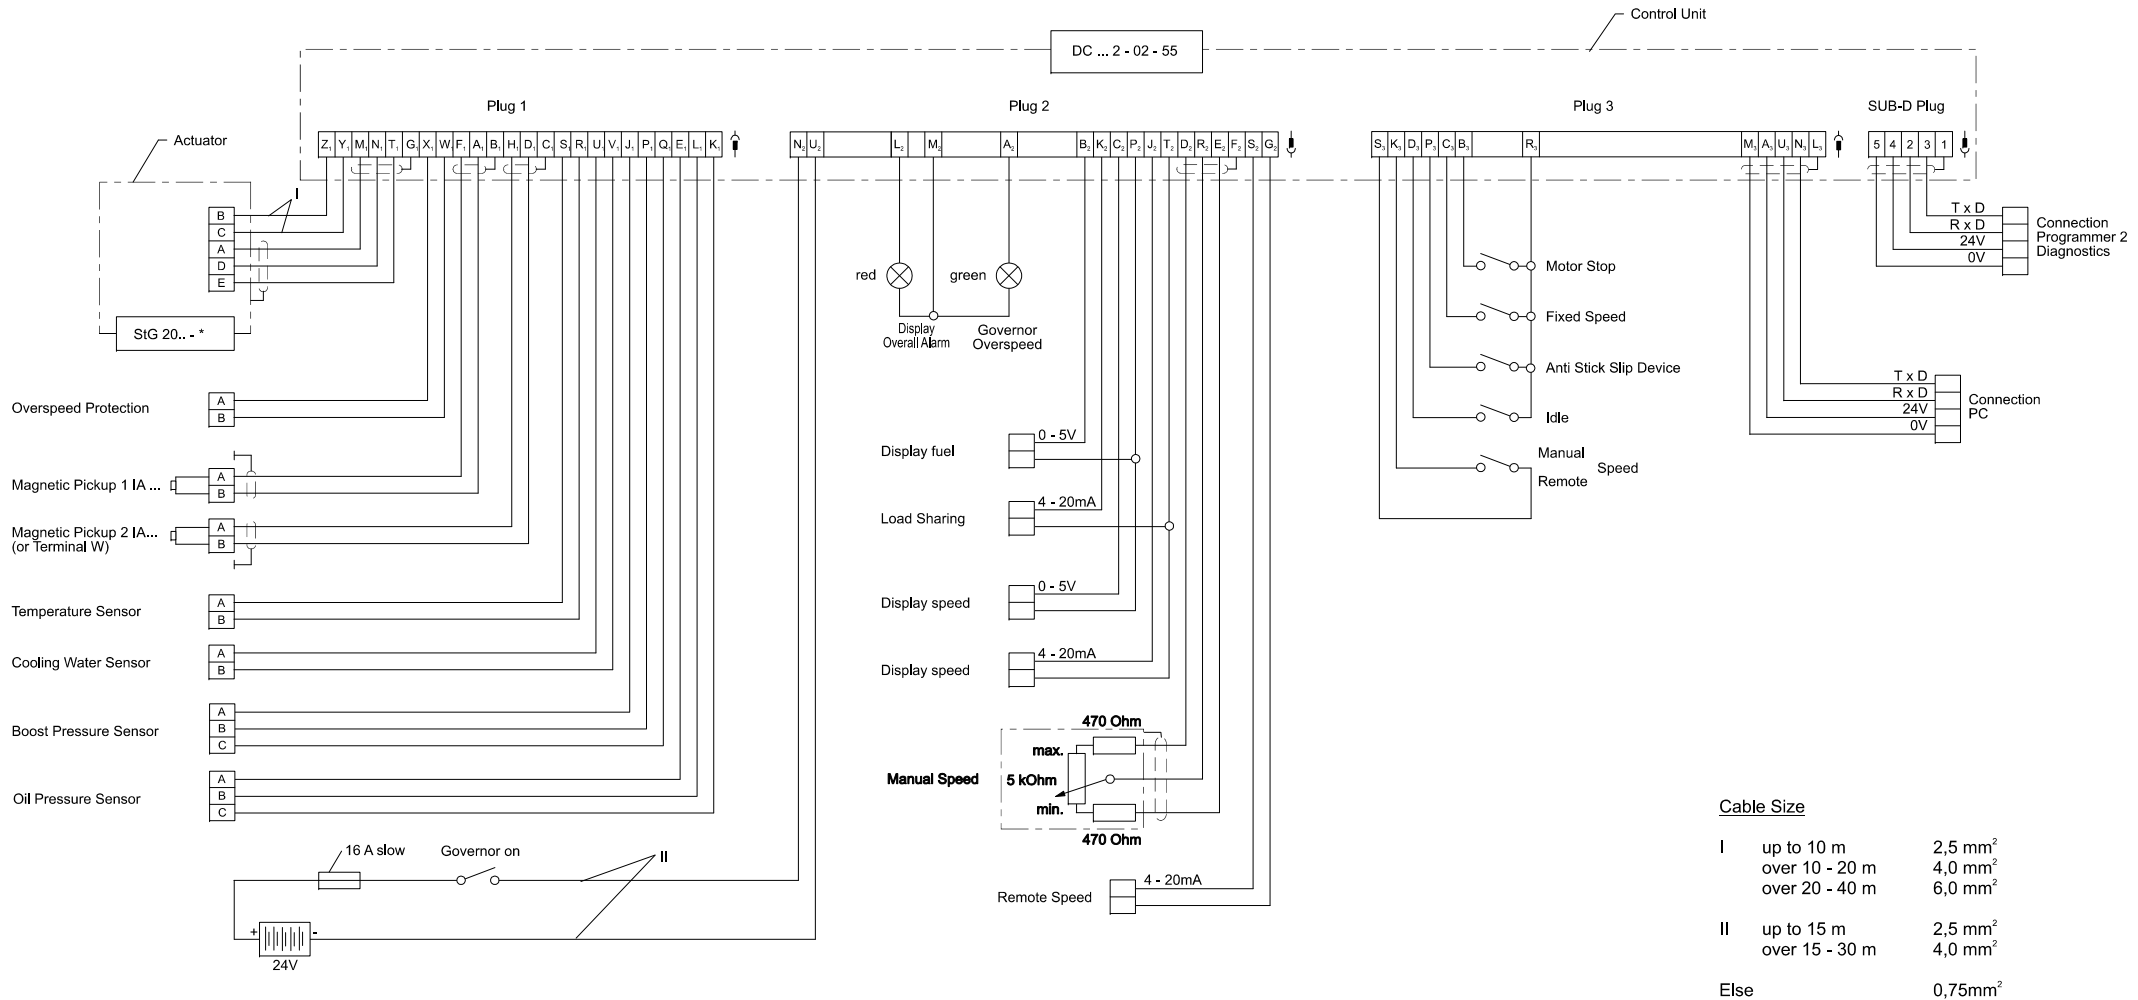 Control Unit
DC ... 2 - 02 - 55
Plug 1
Plug 2
Plug 3
SUB-D Plug
Z₁ Y₁ M₁ N₁ T₁ G₁ X₁ W₁ F₁ A₁ B₁ H₁ D₁ C₁ S₁ R₁ U₁ V₁ J₁ P₁ Q₁ E₁ L₁ K₁
N₂ U₂ L₂ M₂ A₂ B₂ K₂ C₂ P₂ J₂ T₂ D₂ R₂ E₂ F₂ S₂ G₂
S₃ K₃ D₃ P₃ C₃ B₃ R₃ M₃ A₃ U₃ N₃ L₃
5 4 2 3 1
Actuator
I
B
C
A
D
E
StG 20.. - *
Overspeed Protection
A
B
Magnetic Pickup 1 IA ...
A
B
Magnetic Pickup 2 IA...
(or Terminal W)
A
B
Temperature Sensor
A
B
Cooling Water Sensor
A
B
Boost Pressure Sensor
A
B
C
Oil Pressure Sensor
A
B
C
16 A slow
Governor on
II
+
-
24V
red
green
Display
Overall Alarm
Governor
Overspeed
Display fuel
0 - 5V
Load Sharing
4 - 20mA
Display speed
0 - 5V
Display speed
4 - 20mA
470 Ohm
max.
Manual Speed
5 kOhm
min.
470 Ohm
Remote Speed
4 - 20mA
Motor Stop
Fixed Speed
Anti Stick Slip Device
Idle
Manual
Speed
Remote
T x D
R x D
24V
0V
Connection
Programmer 2
Diagnostics
T x D
R x D
24V
0V
Connection
PC
Cable Size
I up to 10 m 2,5 mm²
over 10 - 20 m 4,0 mm²
over 20 - 40 m 6,0 mm²
II up to 15 m 2,5 mm²
over 15 - 30 m 4,0 mm²
Else 0,75mm²